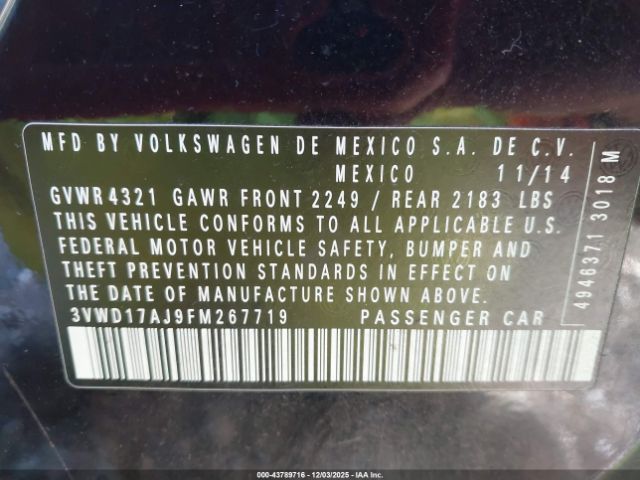 MFD BY VOLKSWAGEN DE MEXICO S.A. DE C.V.
MEXICO 11/14
GVWR 4321 GAWR FRONT 2249 / REAR 2183 LBS
THIS VEHICLE CONFORMS TO ALL APPLICABLE U.S.
FEDERAL MOTOR VEHICLE SAFETY, BUMPER AND
THEFT PREVENTION STANDARDS IN EFFECT ON
THE DATE OF MANUFACTURE SHOWN ABOVE.
3VWD17AJ9FM267719 PASSENGER CAR
4946371 3018 M
000-43789716 - 12/03/2025 - IAA Inc.